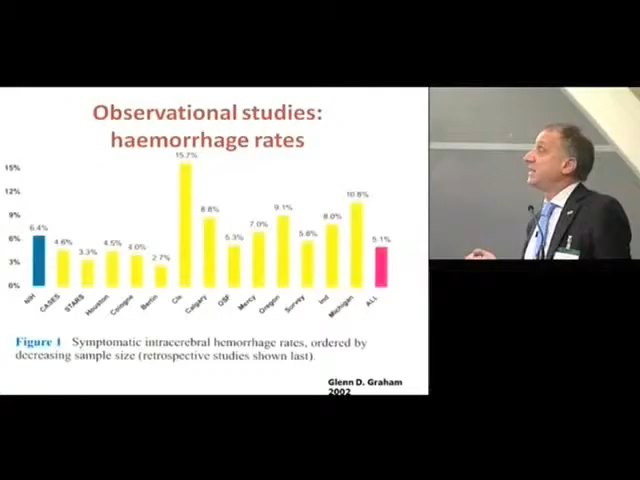 Observational studies:
haemorrhage rates
15.7%
15%
12%
10.8%
9%
8.8%
9.1%
8.0%
6.4%
7.0%
6%
4.6%
3.3%
4.5%
4.0%
2.7%
5.3%
5.8%
5.1%
3%
0%
NIH
CASES
STARS
Houston
Cologne
Berlin
Cle
Calgary
OSF
Mercy
Oregon
Survey
Ind
Michigan
ALL
Figure 1 Symptomatic intracerebral hemorrhage rates, ordered by
decreasing sample size (retrospective studies shown last).
Glenn D. Graham
2002